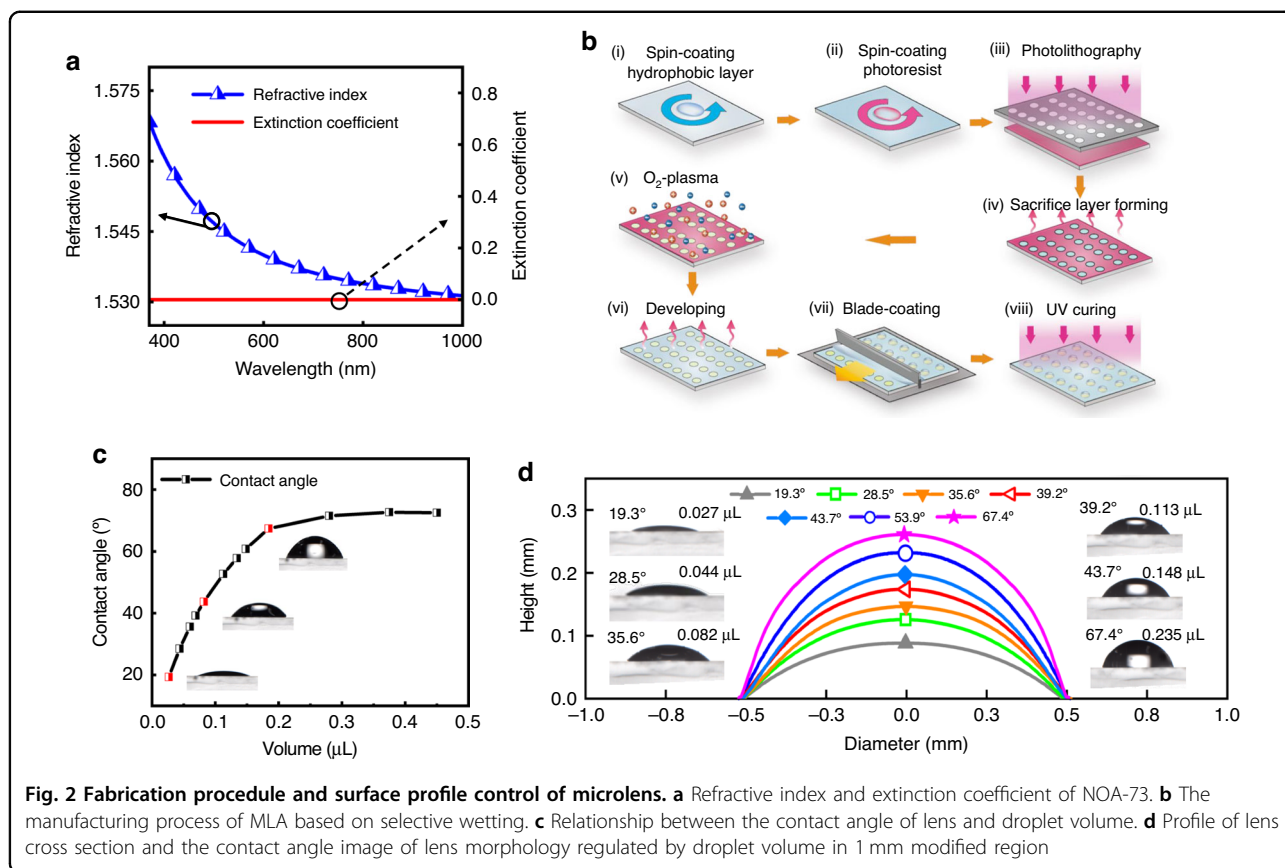 a
Refractive index
Extinction coefficient
1.575
1.560
1.545
1.530
Refractive index
0.8
0.6
0.4
0.2
0.0
Extinction coefficient
400 600 800 1000
Wavelength (nm)
b
(i) Spin-coating
hydrophobic layer
(ii) Spin-coating
photoresist
(iii) Photolithography
(iv) Sacrifice layer forming
(v) O₂-plasma
(vi) Developing
(vii) Blade-coating
(viii) UV curing
c
Contact angle
80
60
40
20
Contact angle (°)
0.0 0.1 0.2 0.3 0.4 0.5
Volume (µL)
d
19.3° 28.5° 35.6° 39.2°
43.7° 53.9° 67.4°
0.3
0.2
0.1
0.0
Height (mm)
19.3° 0.027 µL
28.5° 0.044 µL
35.6° 0.082 µL
39.2° 0.113 µL
43.7° 0.148 µL
67.4° 0.235 µL
–1.0 –0.8 –0.5 –0.3 0.0 0.3 0.5 0.8 1.0
Diameter (mm)
Fig. 2 Fabrication procedule and surface profile control of microlens. a Refractive index and extinction coefficient of NOA-73. b The
manufacturing process of MLA based on selective wetting. c Relationship between the contact angle of lens and droplet volume. d Profile of lens
cross section and the contact angle image of lens morphology regulated by droplet volume in 1 mm modified region